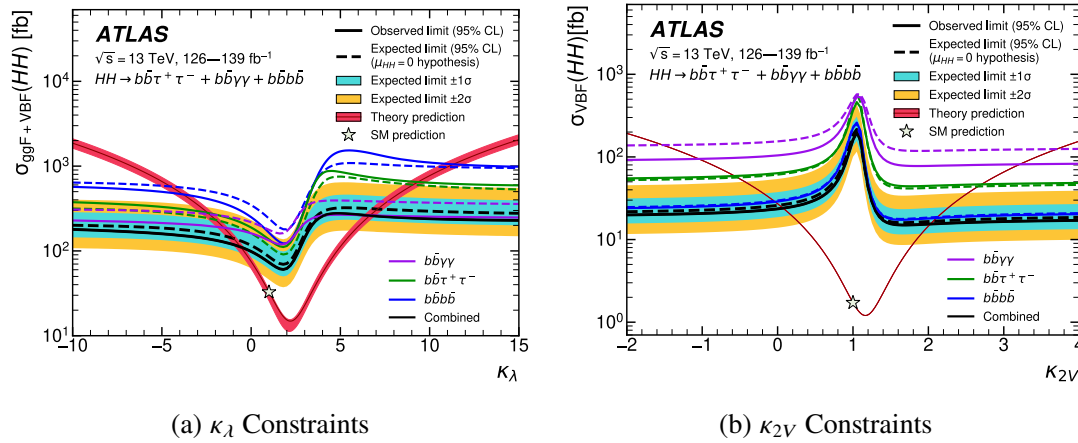 ATLAS
√s = 13 TeV, 126—139 fb⁻¹
HH → bb̄τ⁺τ⁻ + bb̄γγ + bb̄bb̄
Observed limit (95% CL)
Expected limit (95% CL)
(μHH = 0 hypothesis)
Expected limit ±1σ
Expected limit ±2σ
Theory prediction
SM prediction
σggF + VBF(HH) [fb]
10⁴
10³
10²
10¹
bb̄γγ
bb̄τ⁺τ⁻
bb̄bb̄
Combined
−10 −5 0 5 10 15
κλ
(a) κλ Constraints
ATLAS
√s = 13 TeV, 126—139 fb⁻¹
HH → bb̄τ⁺τ⁻ + bb̄γγ + bb̄bb̄
Observed limit (95% CL)
Expected limit (95% CL)
(μHH = 0 hypothesis)
Expected limit ±1σ
Expected limit ±2σ
Theory prediction
SM prediction
σVBF(HH) [fb]
10³
10²
10¹
10⁰
bb̄γγ
bb̄τ⁺τ⁻
bb̄bb̄
Combined
−2 −1 0 1 2 3 4
κ2V
(b) κ2V Constraints